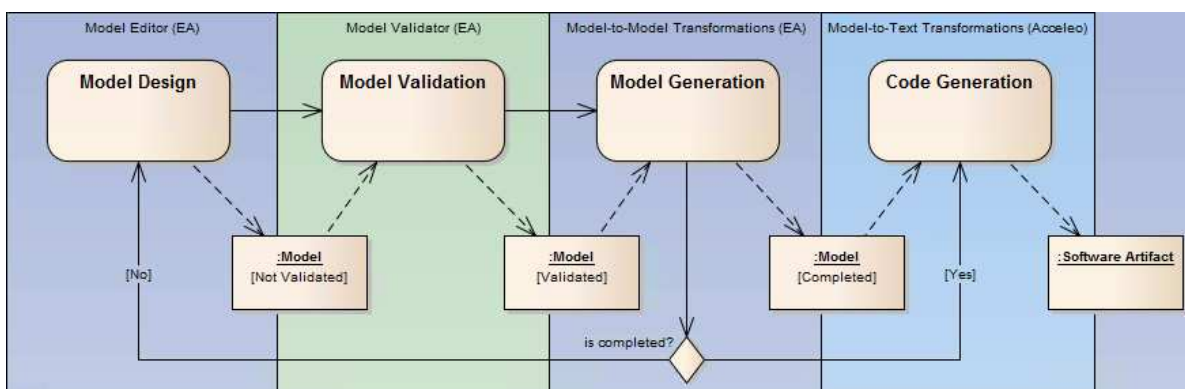 Model Editor (EA)
Model Validator (EA)
Model-to-Model Transformations (EA)
Model-to-Text Transformations (Acceleo)
Model Design
Model Validation
Model Generation
Code Generation
:Model
[Not Validated]
:Model
[Validated]
:Model
[Completed]
:Software Artifact
[No]
[Yes]
is completed?